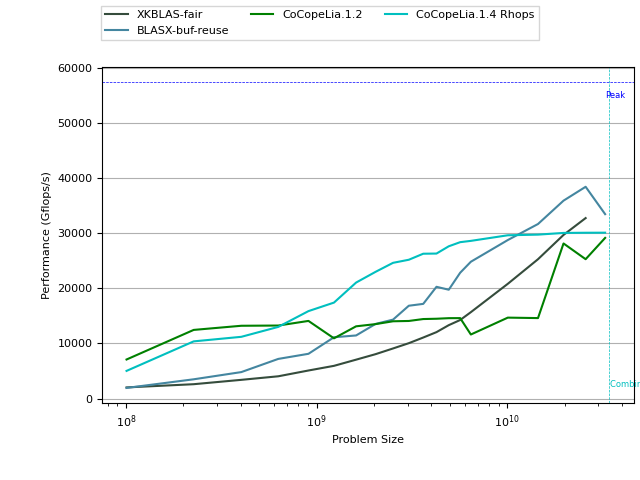 XKBLAS-fair
BLASX-buf-reuse
CoCopeLia.1.2
CoCopeLia.1.4 Rhops
60000
50000
40000
30000
20000
10000
0
Performance (Gflops/s)
Peak
Combin
10^8
10^9
10^10
Problem Size